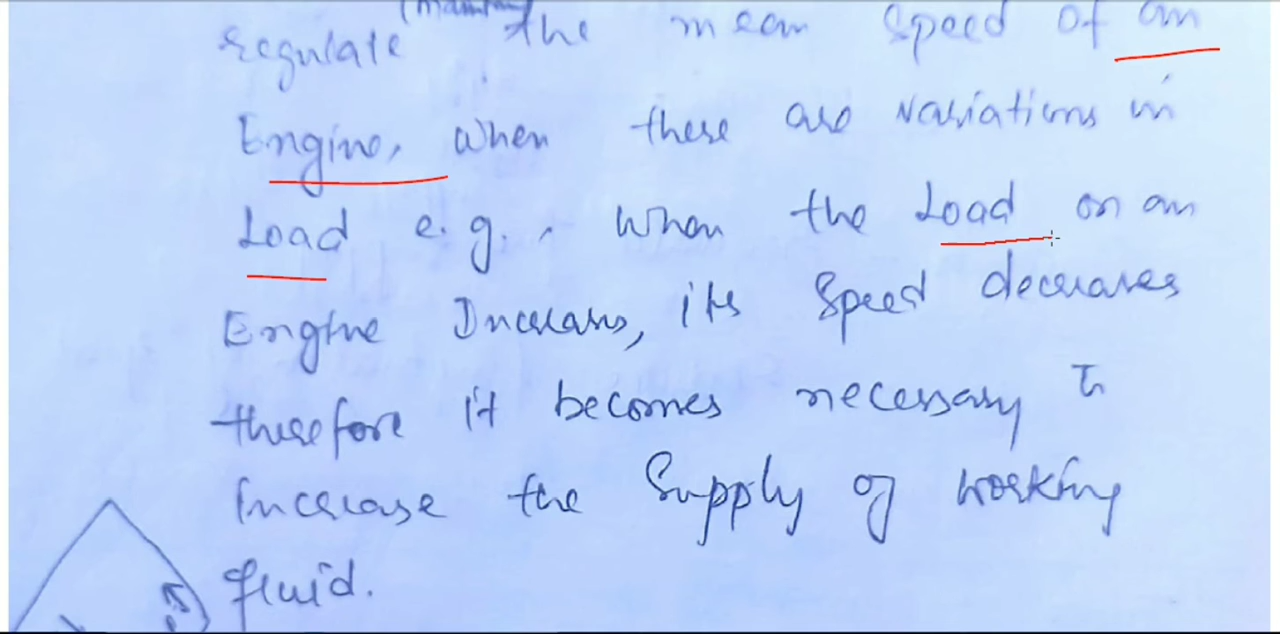 (maintain
regulate the mean speed of an
Engine, when there are variations in
Load e.g., when the Load on an
Engine Increases, its speed decreases
therefore it becomes necessary to
increase the supply of working
fluid.